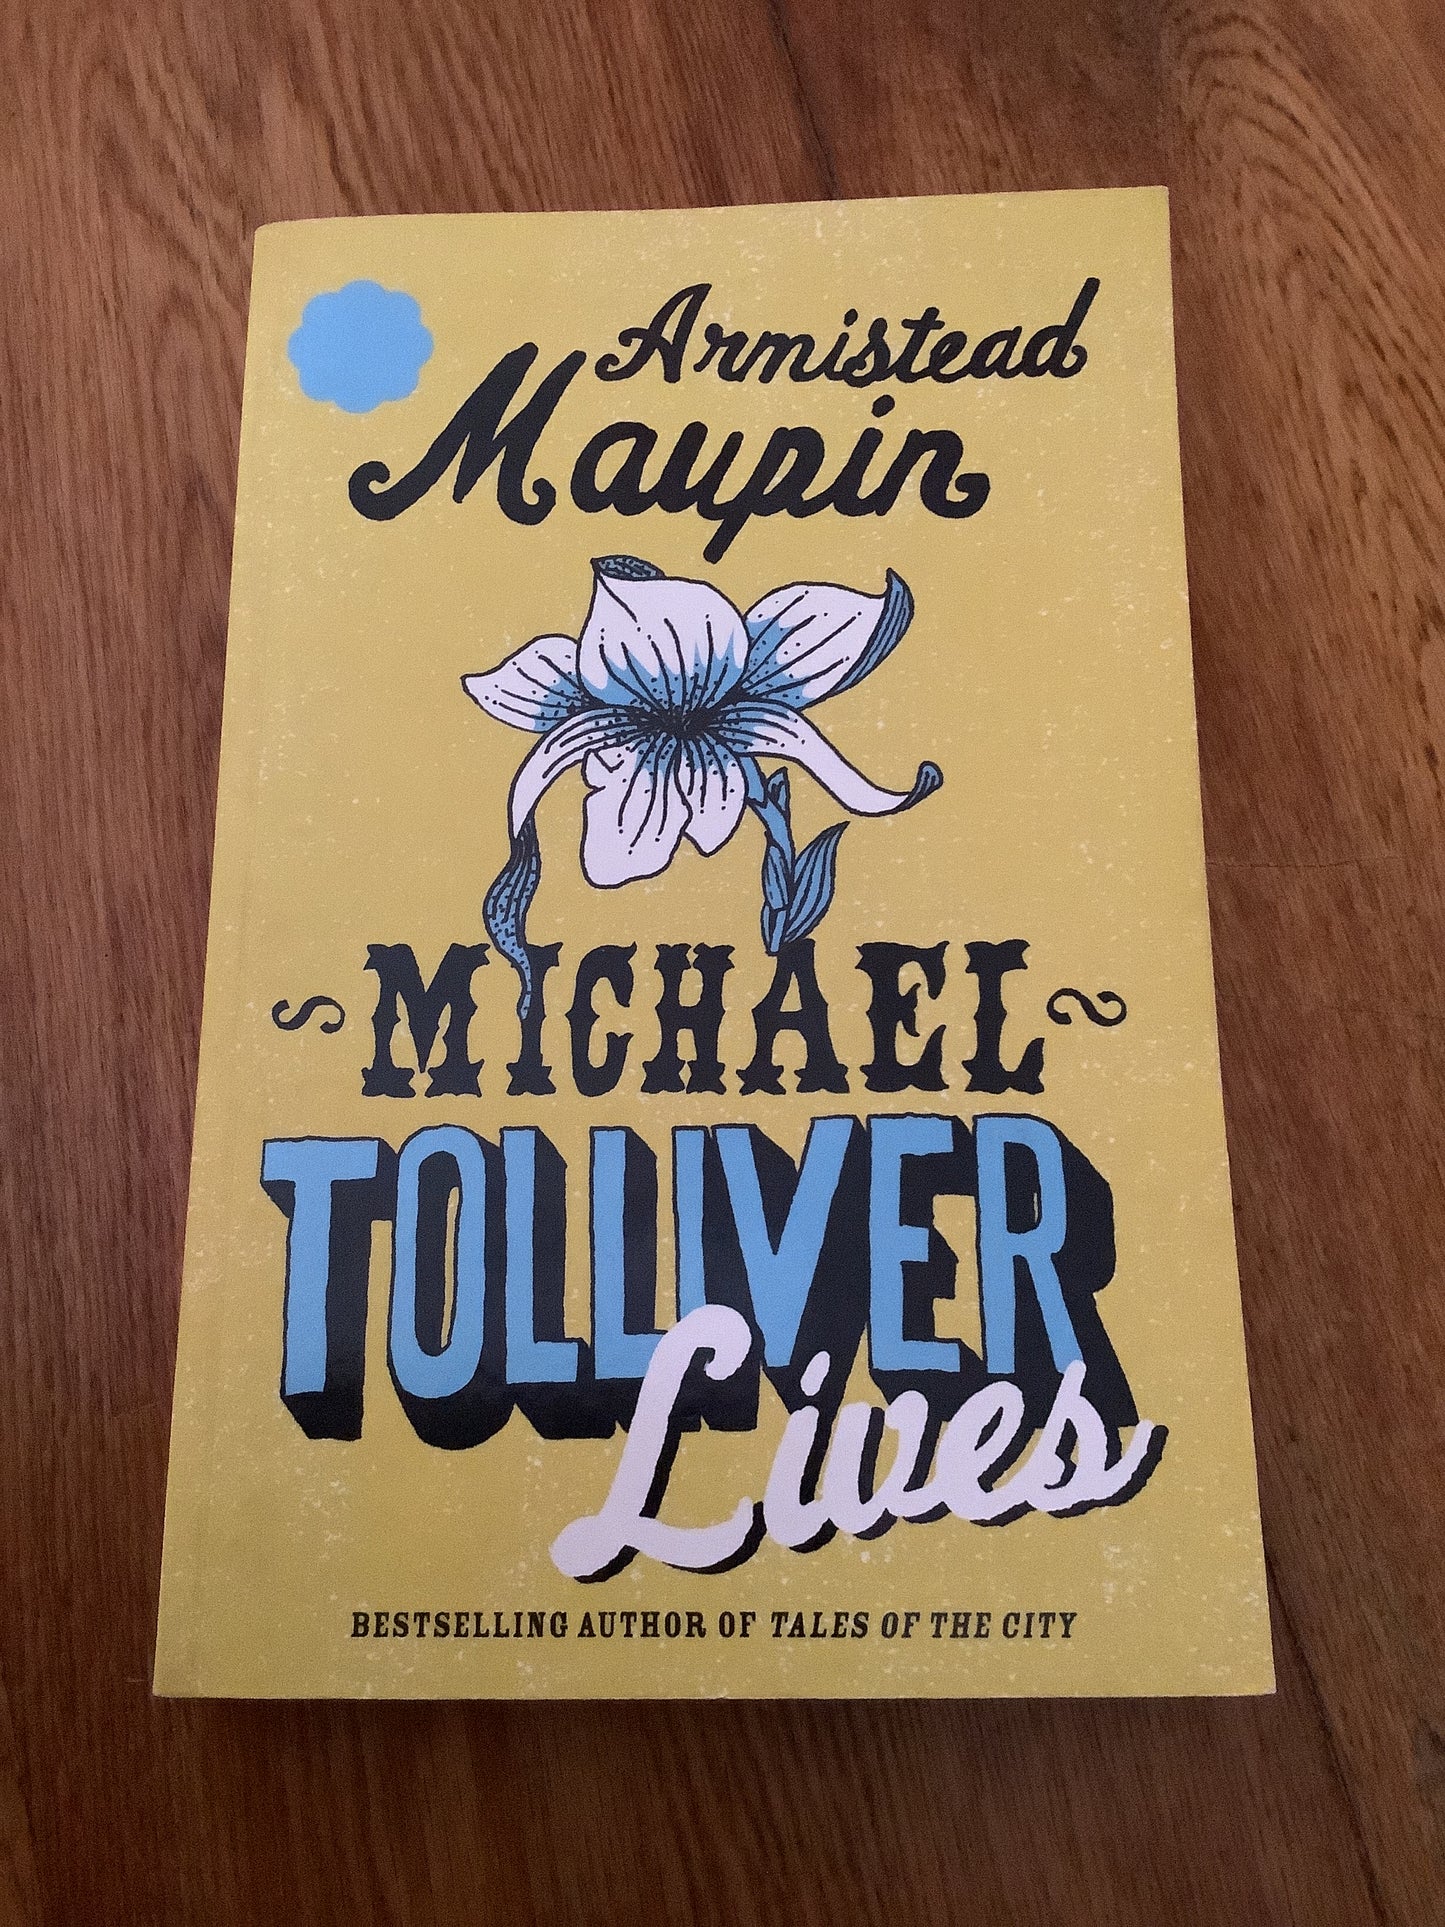 Armistead
Maupin
MICHAEL
TOLLIVER
Lives
BESTSELLING AUTHOR OF TALES OF THE CITY